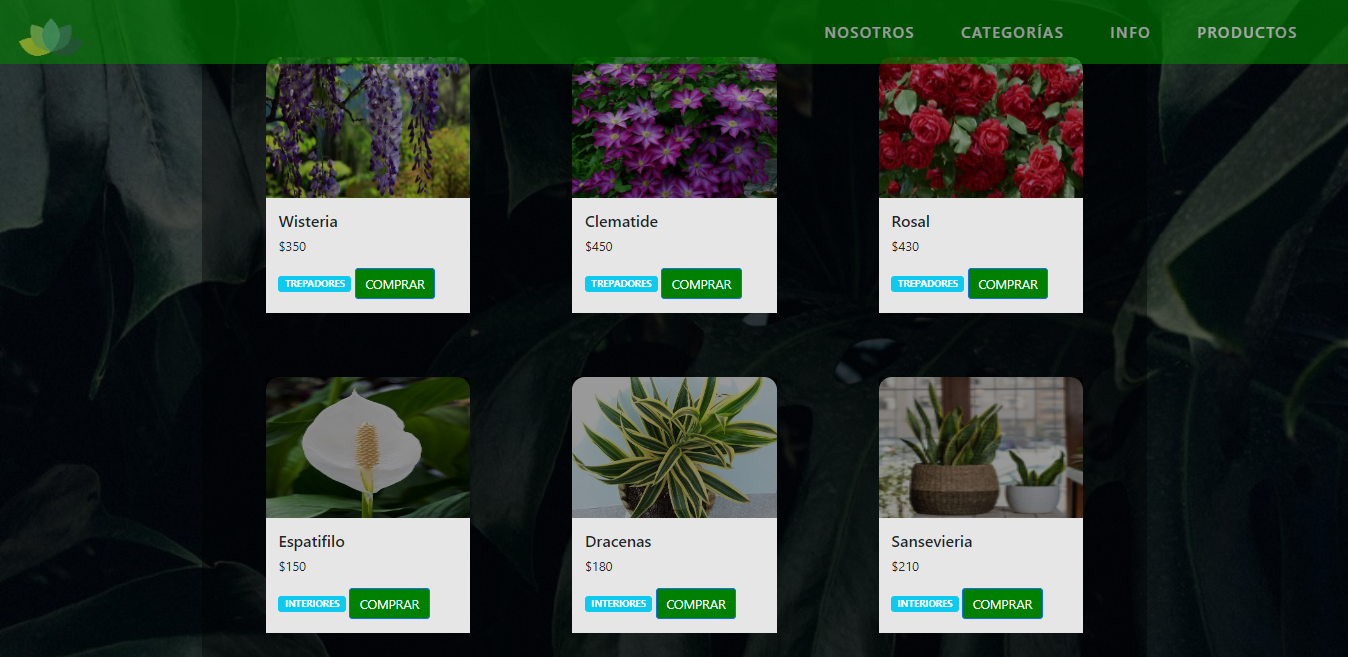 NOSOTROS CATEGORÍAS INFO PRODUCTOS
Wisteria
$350
TREPADORES COMPRAR
Clematide
$450
TREPADORES COMPRAR
Rosal
$430
TREPADORES COMPRAR
Espatifilo
$150
INTERIORES COMPRAR
Dracenas
$180
INTERIORES COMPRAR
Sansevieria
$210
INTERIORES COMPRAR